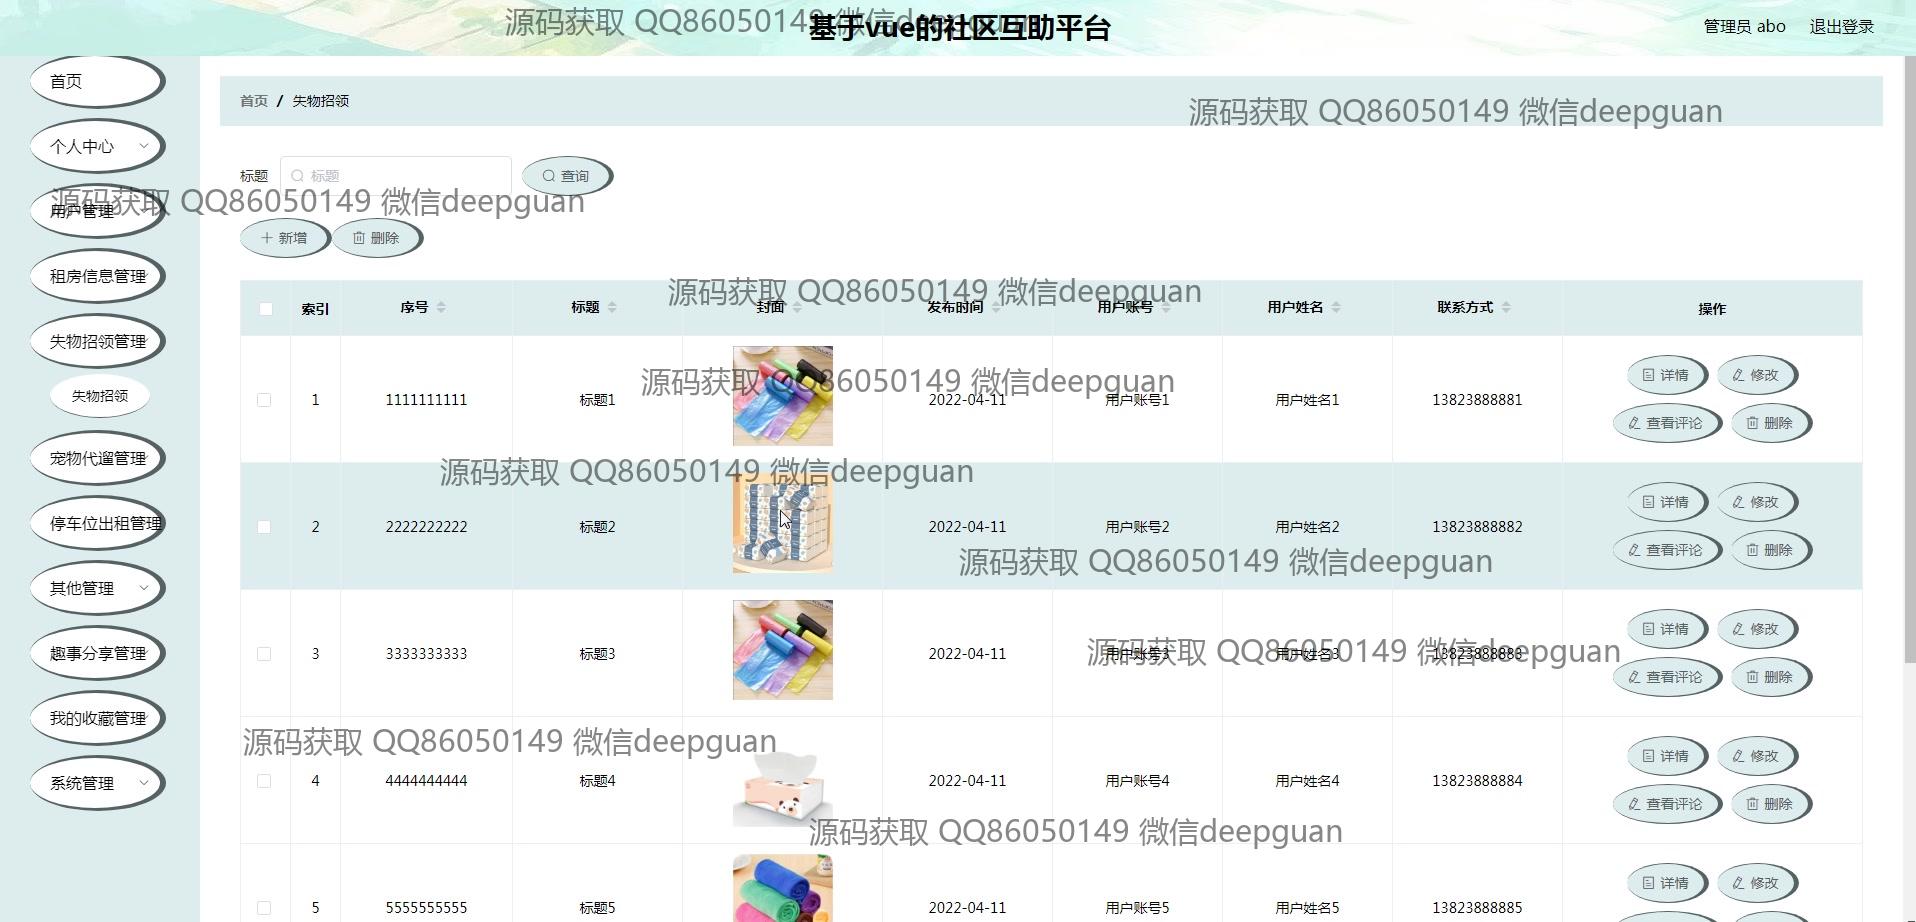 基于vue的社区互助平台
管理员 abo 退出登录
源码获取 QQ86050149 微信deepguan
首页
个人中心
用户管理
租房信息管理
失物招领管理
失物招领
宠物代遛管理
停车位出租管理
其他管理
趣事分享管理
我的收藏管理
系统管理
首页 / 失物招领
源码获取 QQ86050149 微信deepguan
标题 标题 查询
源码获取 QQ86050149 微信deepguan
新增 删除
源码获取 QQ86050149 微信deepguan
索引 序号 标题 封面 发布时间 用户账号 用户姓名 联系方式 操作
源码获取 QQ86050149 微信deepguan
1 1111111111 标题1 2022-04-11 用户账号1 用户姓名1 13823888881 详情 修改
查看评论 删除
源码获取 QQ86050149 微信deepguan
2 2222222222 标题2 2022-04-11 用户账号2 用户姓名2 13823888882 详情 修改
查看评论 删除
源码获取 QQ86050149 微信deepguan
3 3333333333 标题3 2022-04-11 用户账号3 用户姓名3 13823888883 详情 修改
查看评论 删除
源码获取 QQ86050149 微信deepguan
源码获取 QQ86050149 微信deepguan
4 4444444444 标题4 2022-04-11 用户账号4 用户姓名4 13823888884 详情 修改
查看评论 删除
源码获取 QQ86050149 微信deepguan
5 5555555555 标题5 2022-04-11 用户账号5 用户姓名5 13823888885 详情 修改